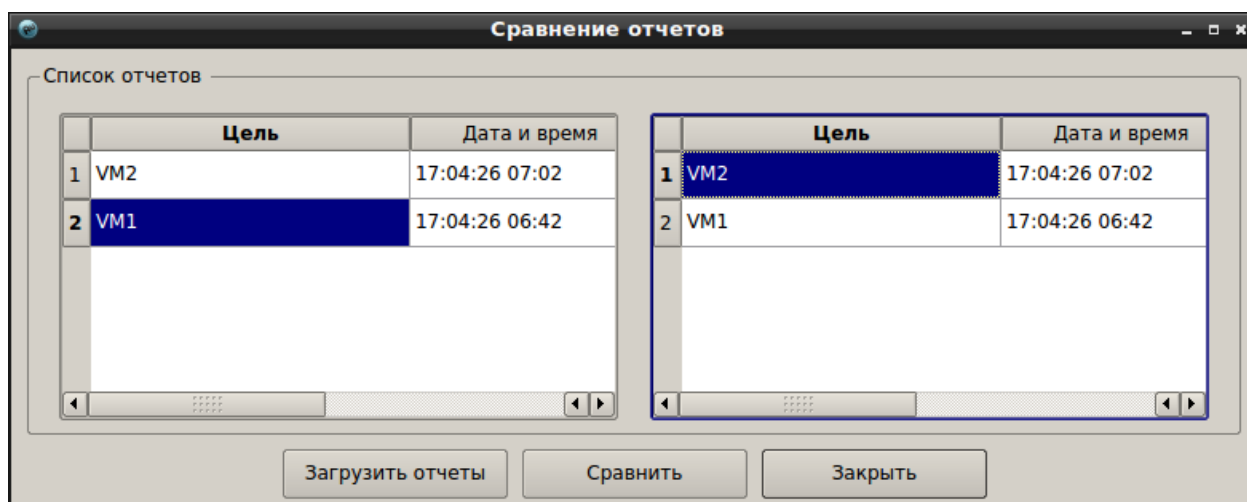 Сравнение отчетов
Список отчетов
Цель Дата и время
1 VM2 17:04:26 07:02
2 VM1 17:04:26 06:42
Цель Дата и время
1 VM2 17:04:26 07:02
2 VM1 17:04:26 06:42
Загрузить отчеты Сравнить Закрыть